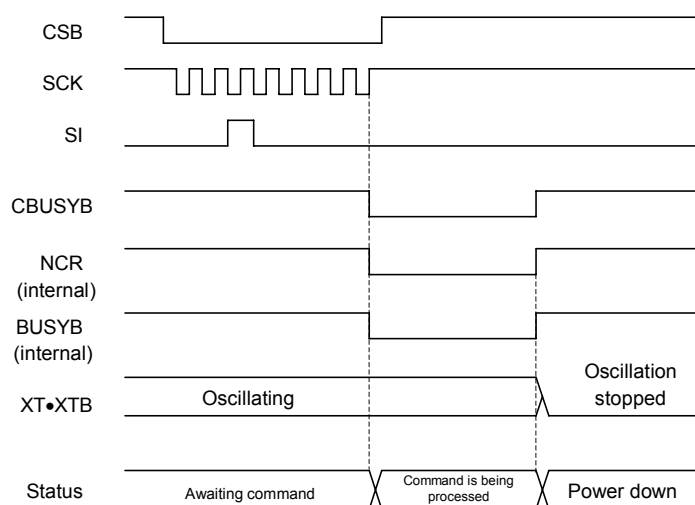 CSB
SCK
SI
CBUSYB
NCR
(internal)
BUSYB
(internal)
XT•XTB
Oscillating
Oscillation
stopped
Status
Awaiting command
Command is being
processed
Power down